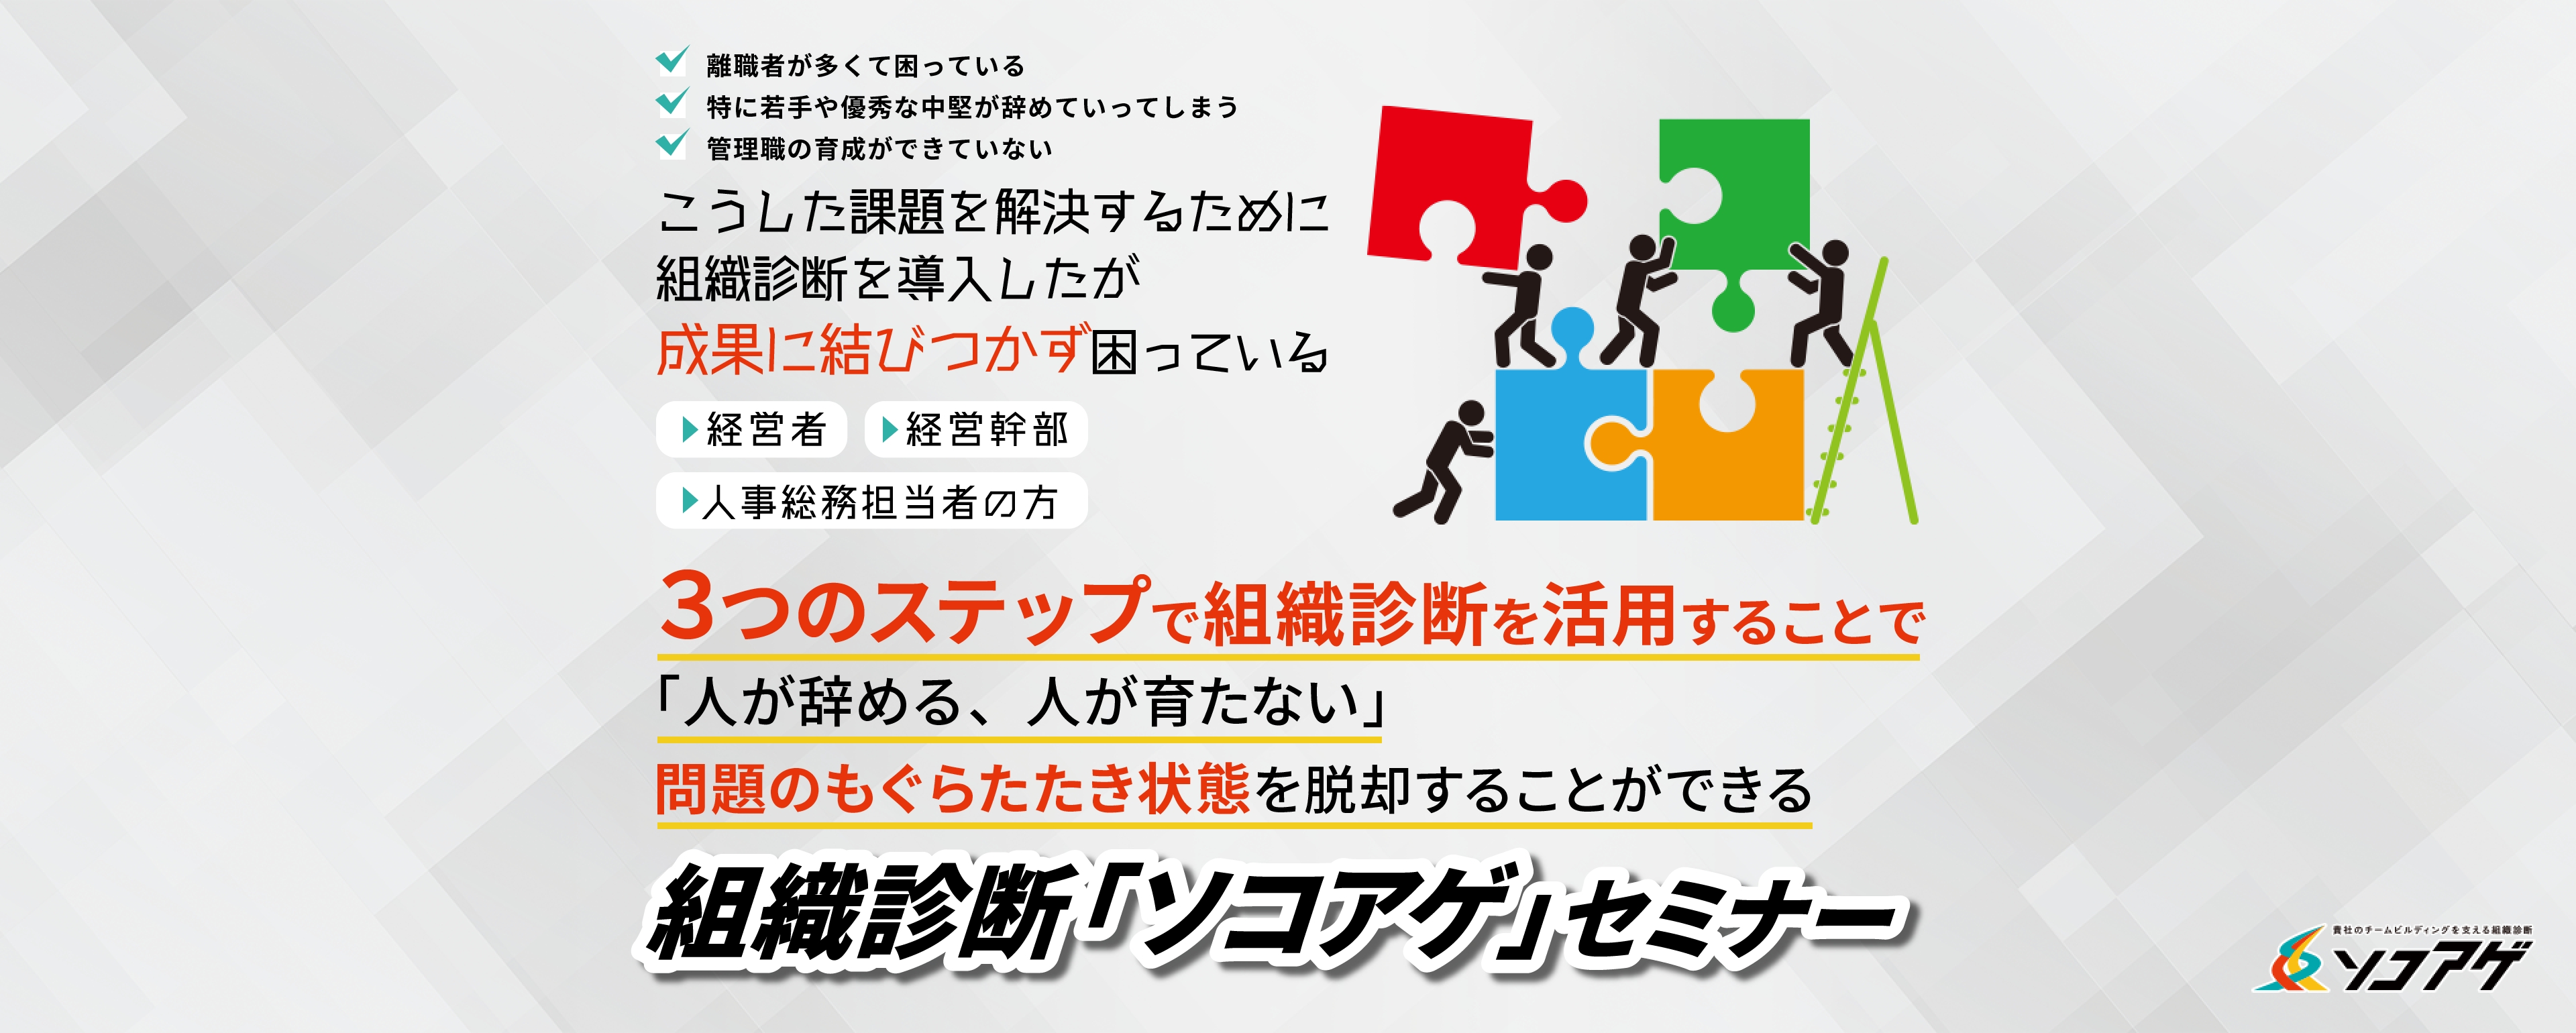 離職者が多くて困っている
特に若手や優秀な中堅が辞めていってしまう
管理職の育成ができていない
こうした課題を解決するために
組織診断を導入したが
成果に結びつかず困っている
経営者
経営幹部
人事総務担当者の方
3つのステップで組織診断を活用することで
「人が辞める、人が育たない」
問題のもぐらたたき状態を脱却することができる
組織診断「ソコアゲ」セミナー
貴社のチームビルディングを支える組織診断
ソコアゲ